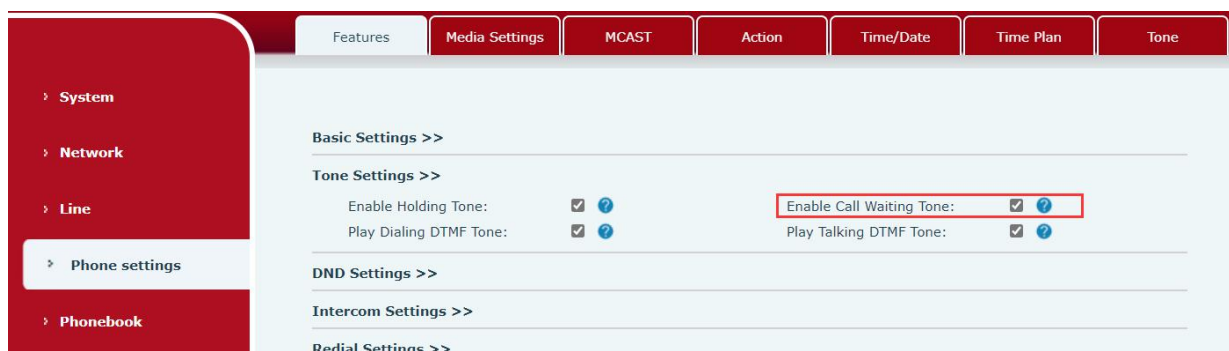 Features Media Settings MCAST Action Time/Date Time Plan Tone
System
Network
Line
Phone settings
Phonebook
Basic Settings >>
Tone Settings >>
Enable Holding Tone: Enable Call Waiting Tone:
Play Dialing DTMF Tone: Play Talking DTMF Tone:
DND Settings >>
Intercom Settings >>
Redial Settings >>